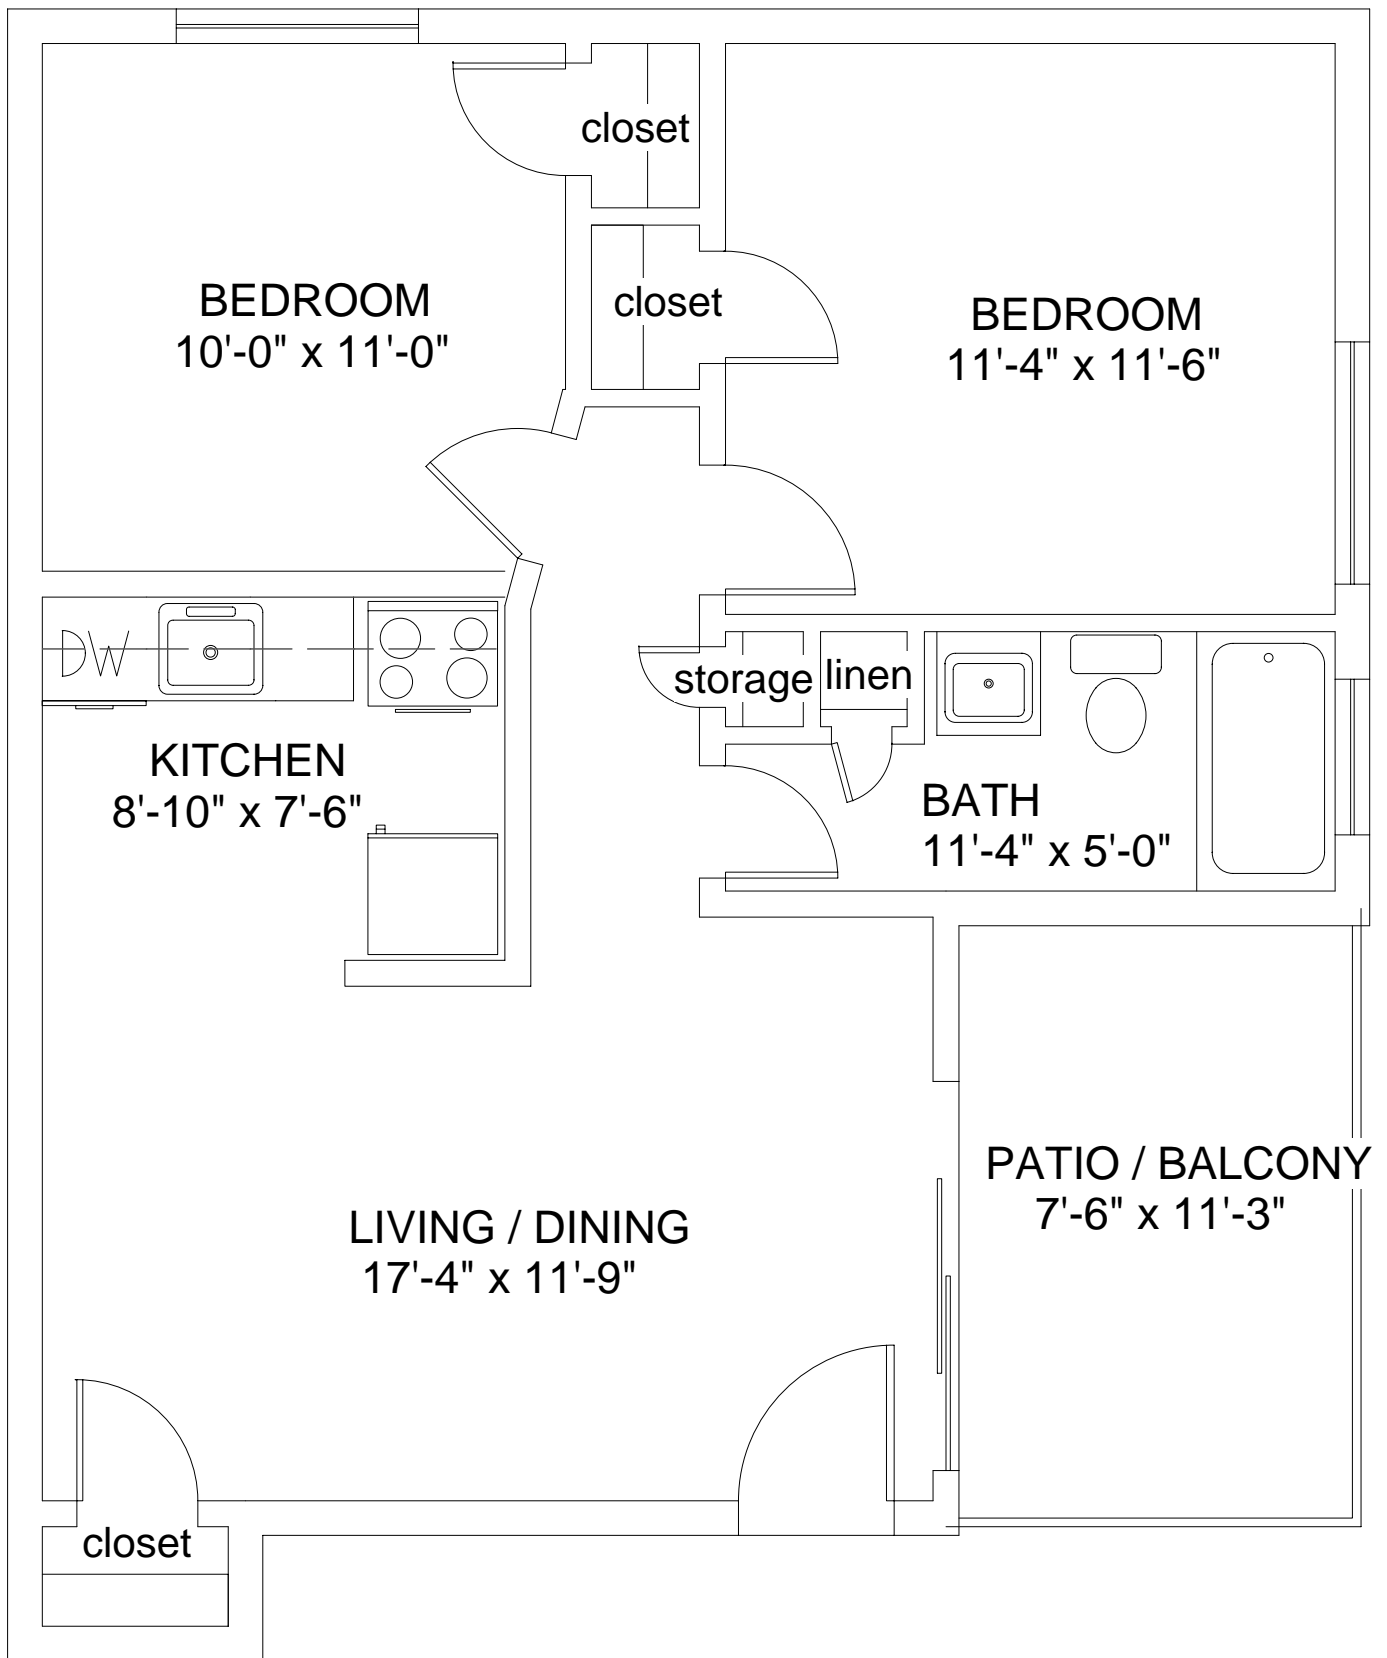 closet
BEDROOM
10'-0" x 11'-0"
closet
BEDROOM
11'-4" x 11'-6"
DW
storage
linen
KITCHEN
8'-10" x 7'-6"
BATH
11'-4" x 5'-0"
PATIO / BALCONY
7'-6" x 11'-3"
LIVING / DINING
17'-4" x 11'-9"
closet